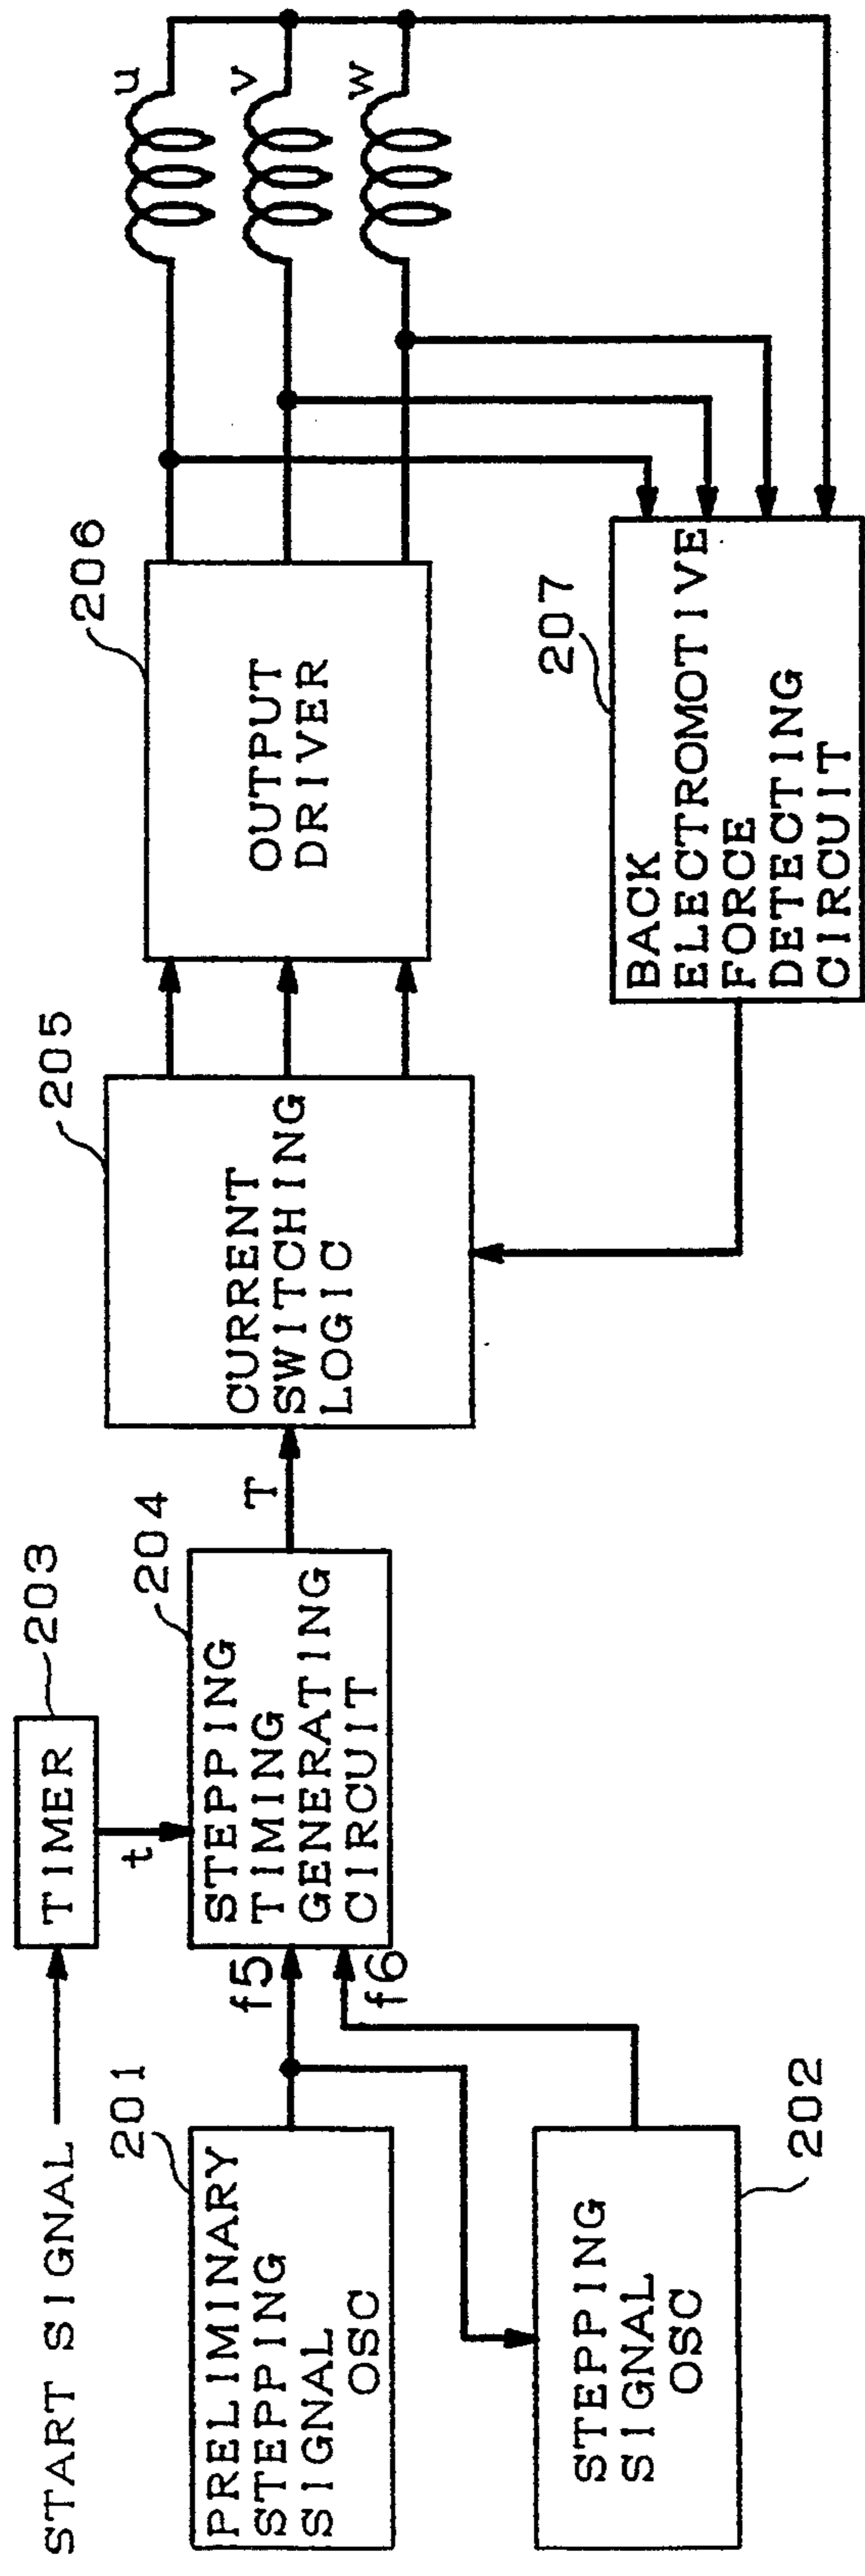 START SIGNAL
TIMER
203
t
201
PRELIMINARY
STEPPING
SIGNAL
OSC
f5
f6
STEPPING
SIGNAL
OSC
202
204
STEPPING
TIMING
GENERATING
CIRCUIT
T
205
CURRENT
SWITCHING
LOGIC
206
OUTPUT
DRIVER
207
BACK
ELECTROMOTIVE
FORCE
DETECTING
CIRCUIT
u
v
w